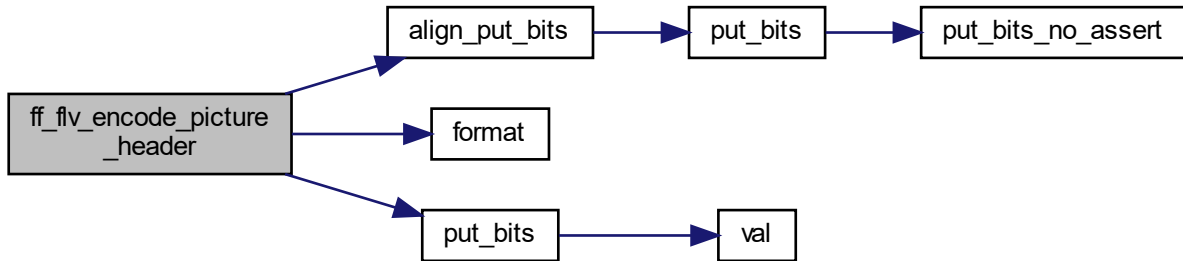 align_put_bits
put_bits
put_bits_no_assert
ff_flv_encode_picture
_header
format
put_bits
val